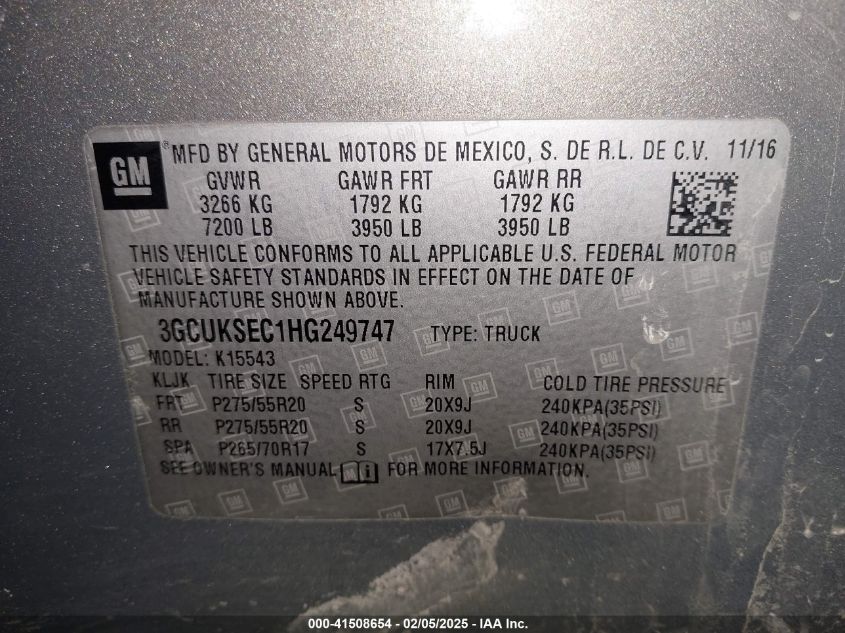 GM ® MFD BY GENERAL MOTORS DE MEXICO, S. DE R.L. DE C.V. 11/16
GVWR GAWR FRT GAWR RR
3266 KG 1792 KG 1792 KG
7200 LB 3950 LB 3950 LB
THIS VEHICLE CONFORMS TO ALL APPLICABLE U.S. FEDERAL MOTOR
VEHICLE SAFETY STANDARDS IN EFFECT ON THE DATE OF
MANUFACTURE SHOWN ABOVE.
3GCUKSEC1HG249747 TYPE: TRUCK
MODEL: K15543
KLJK TIRE SIZE SPEED RTG RIM COLD TIRE PRESSURE
FRT P275/55R20 S 20X9J 240KPA(35PSI)
RR P275/55R20 S 20X9J 240KPA(35PSI)
SPA P265/70R17 S 17X7.5J 240KPA(35PSI)
SEE OWNER'S MANUAL FOR MORE INFORMATION.
000-41508654 - 02/05/2025 - IAA Inc.